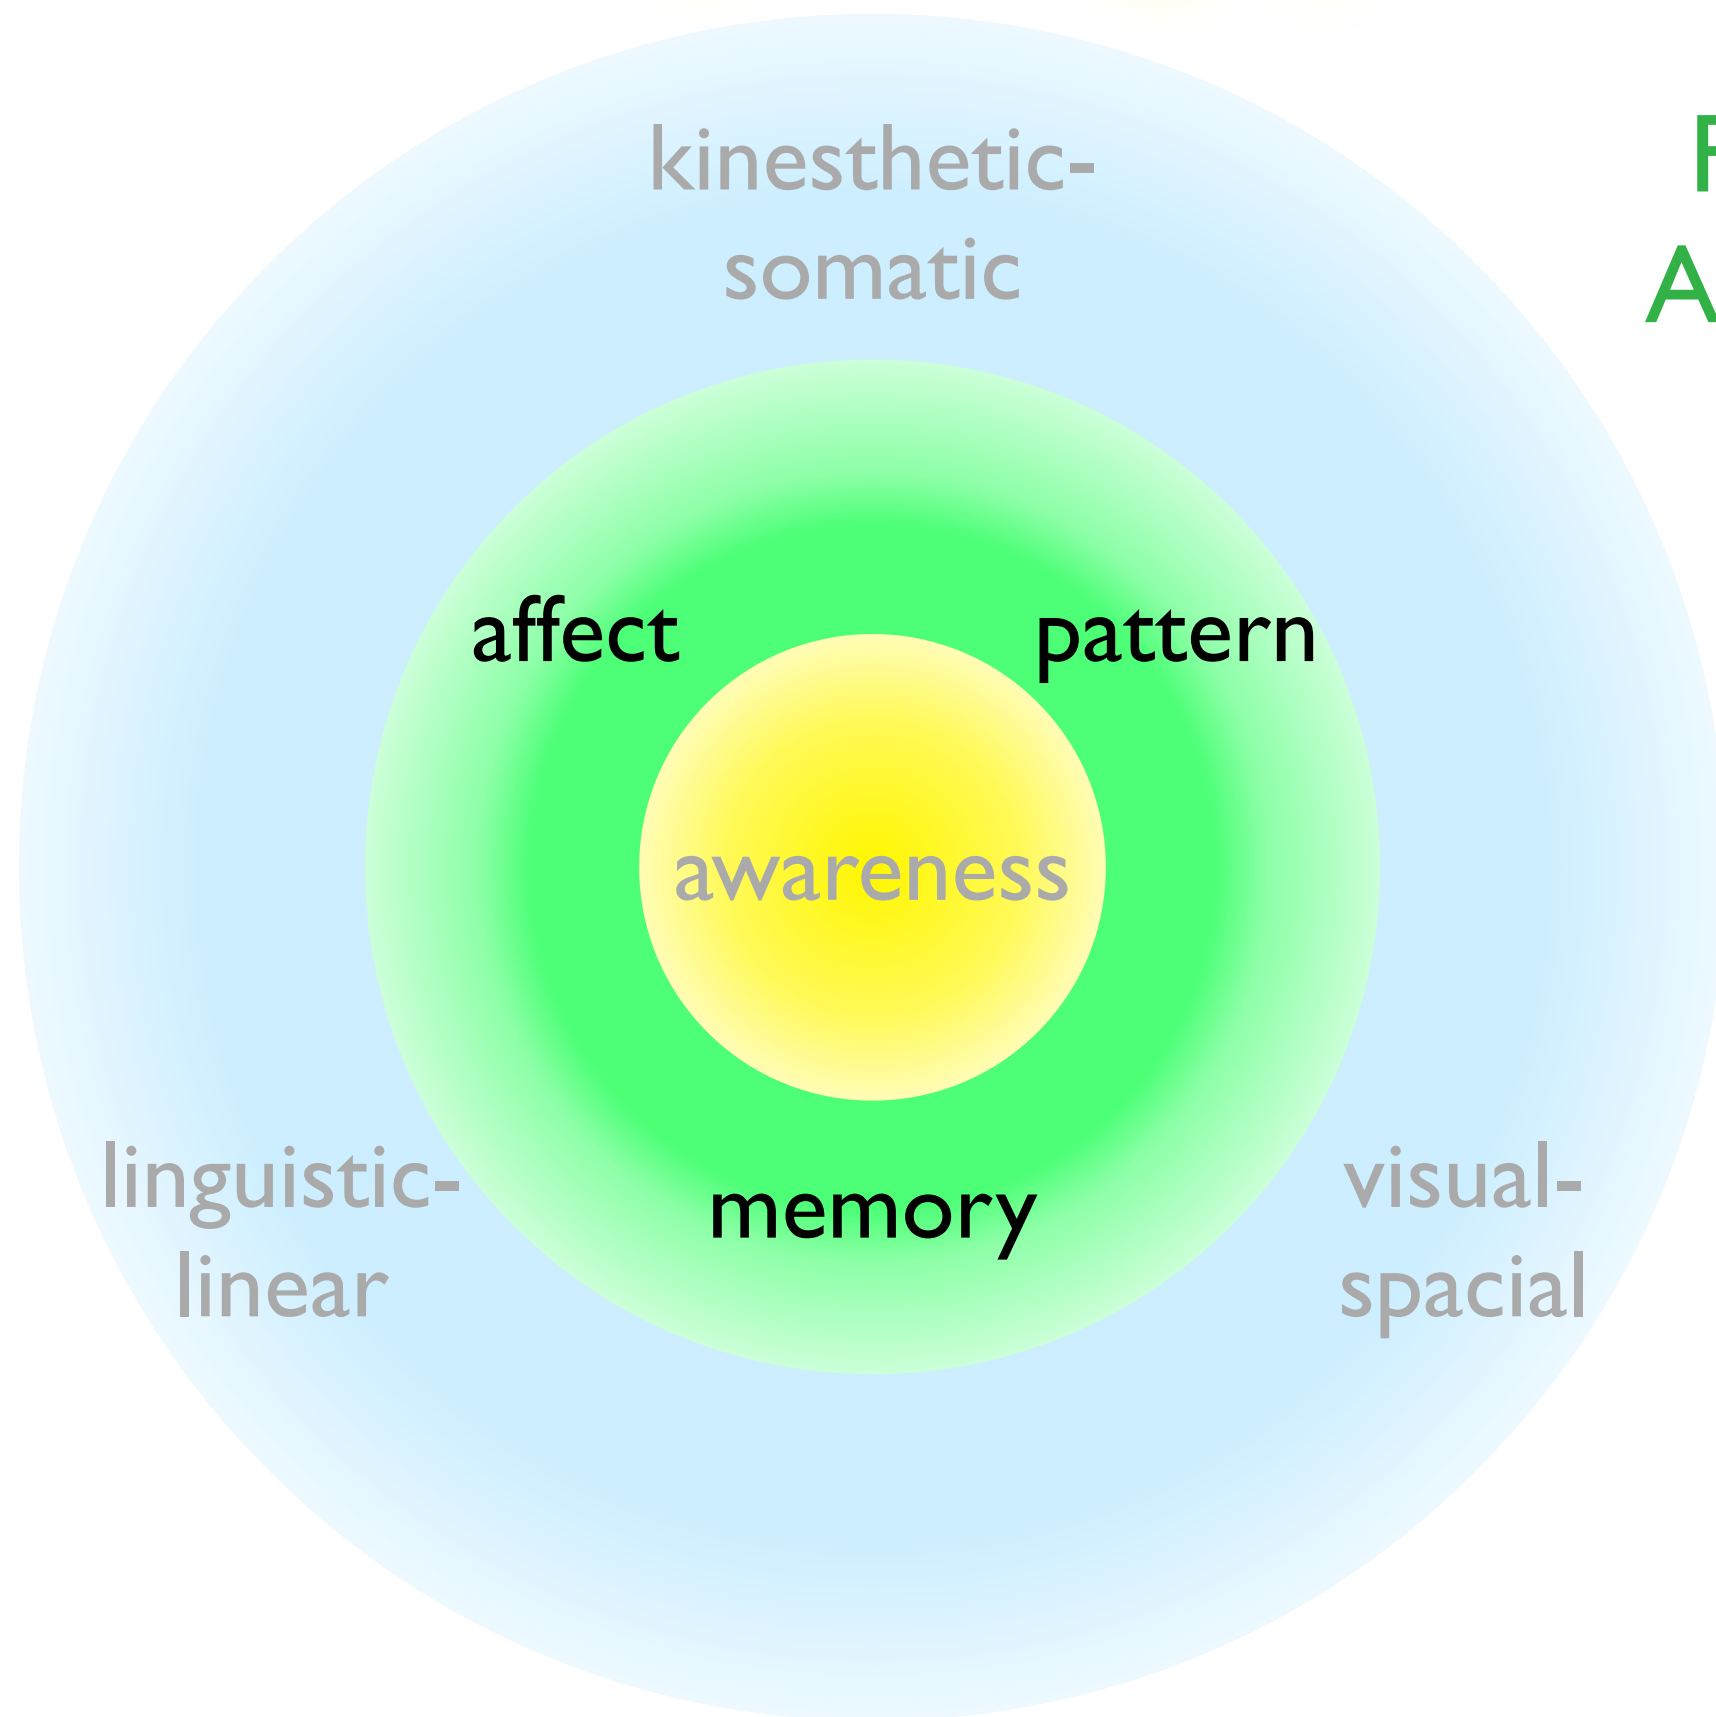 kinesthetic-
somatic
affect
pattern
awareness
memory
linguistic-
linear
visual-
spacial